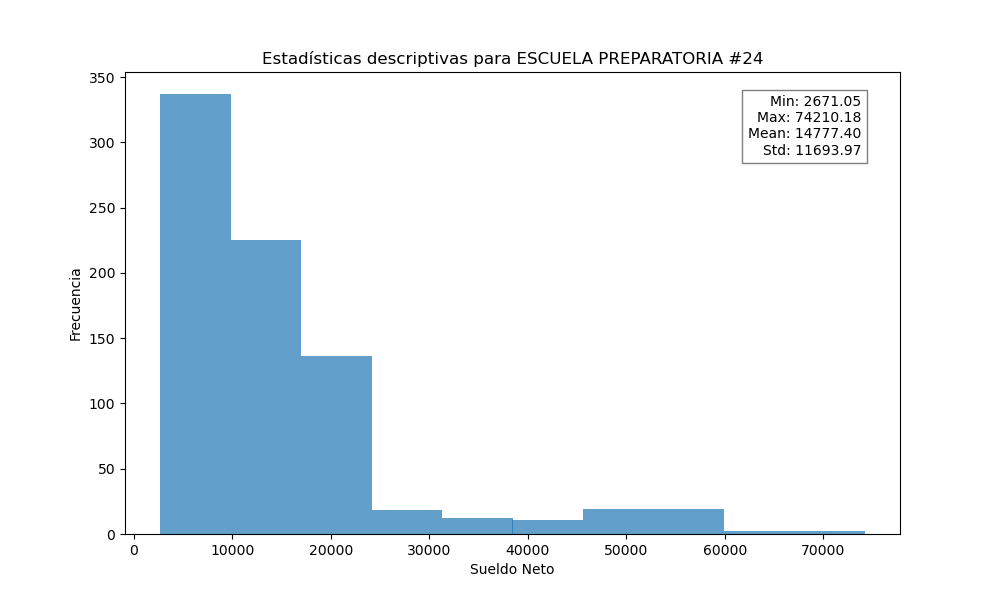 Estadísticas descriptivas para ESCUELA PREPARATORIA #24
350
300
250
200
150
100
50
0
Frecuencia
Min: 2671.05
Max: 74210.18
Mean: 14777.40
Std: 11693.97
0 10000 20000 30000 40000 50000 60000 70000
Sueldo Neto